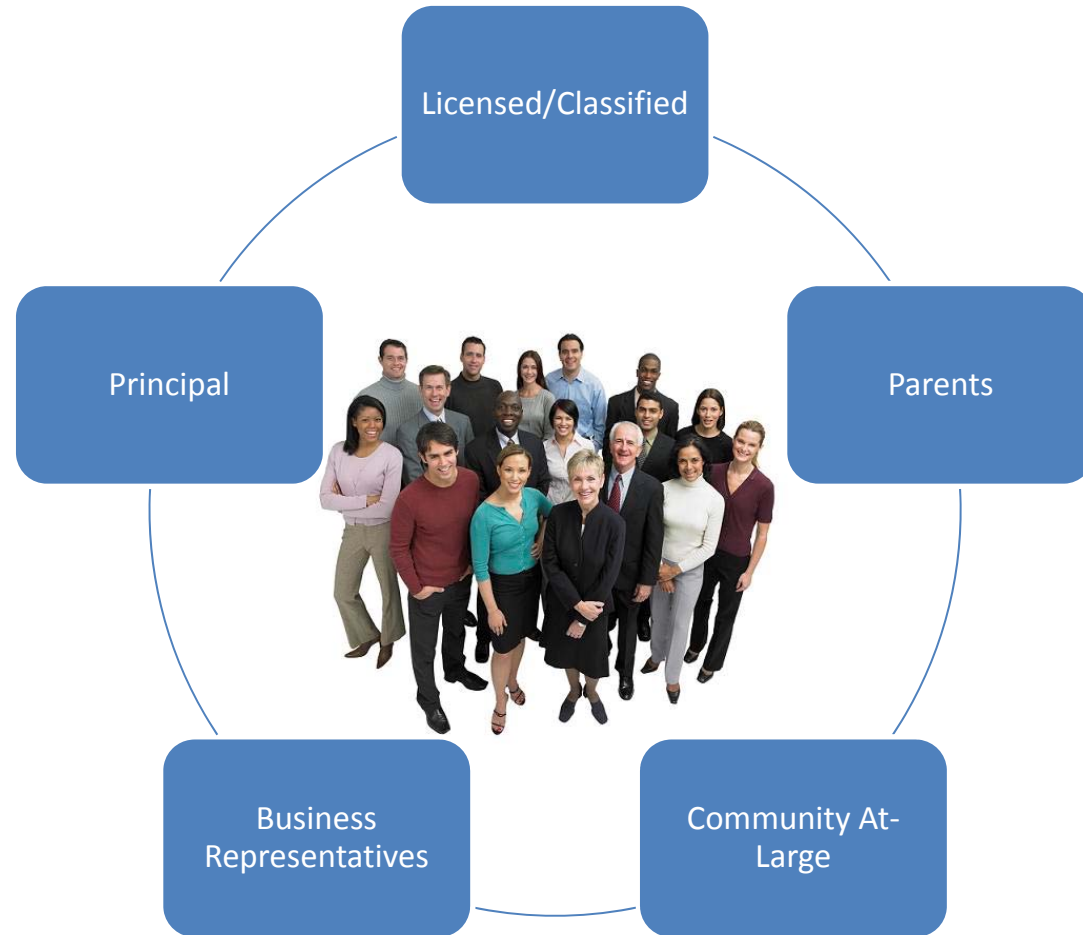 Licensed/Classified
Principal
Parents
Business
Representatives
Community At-
Large